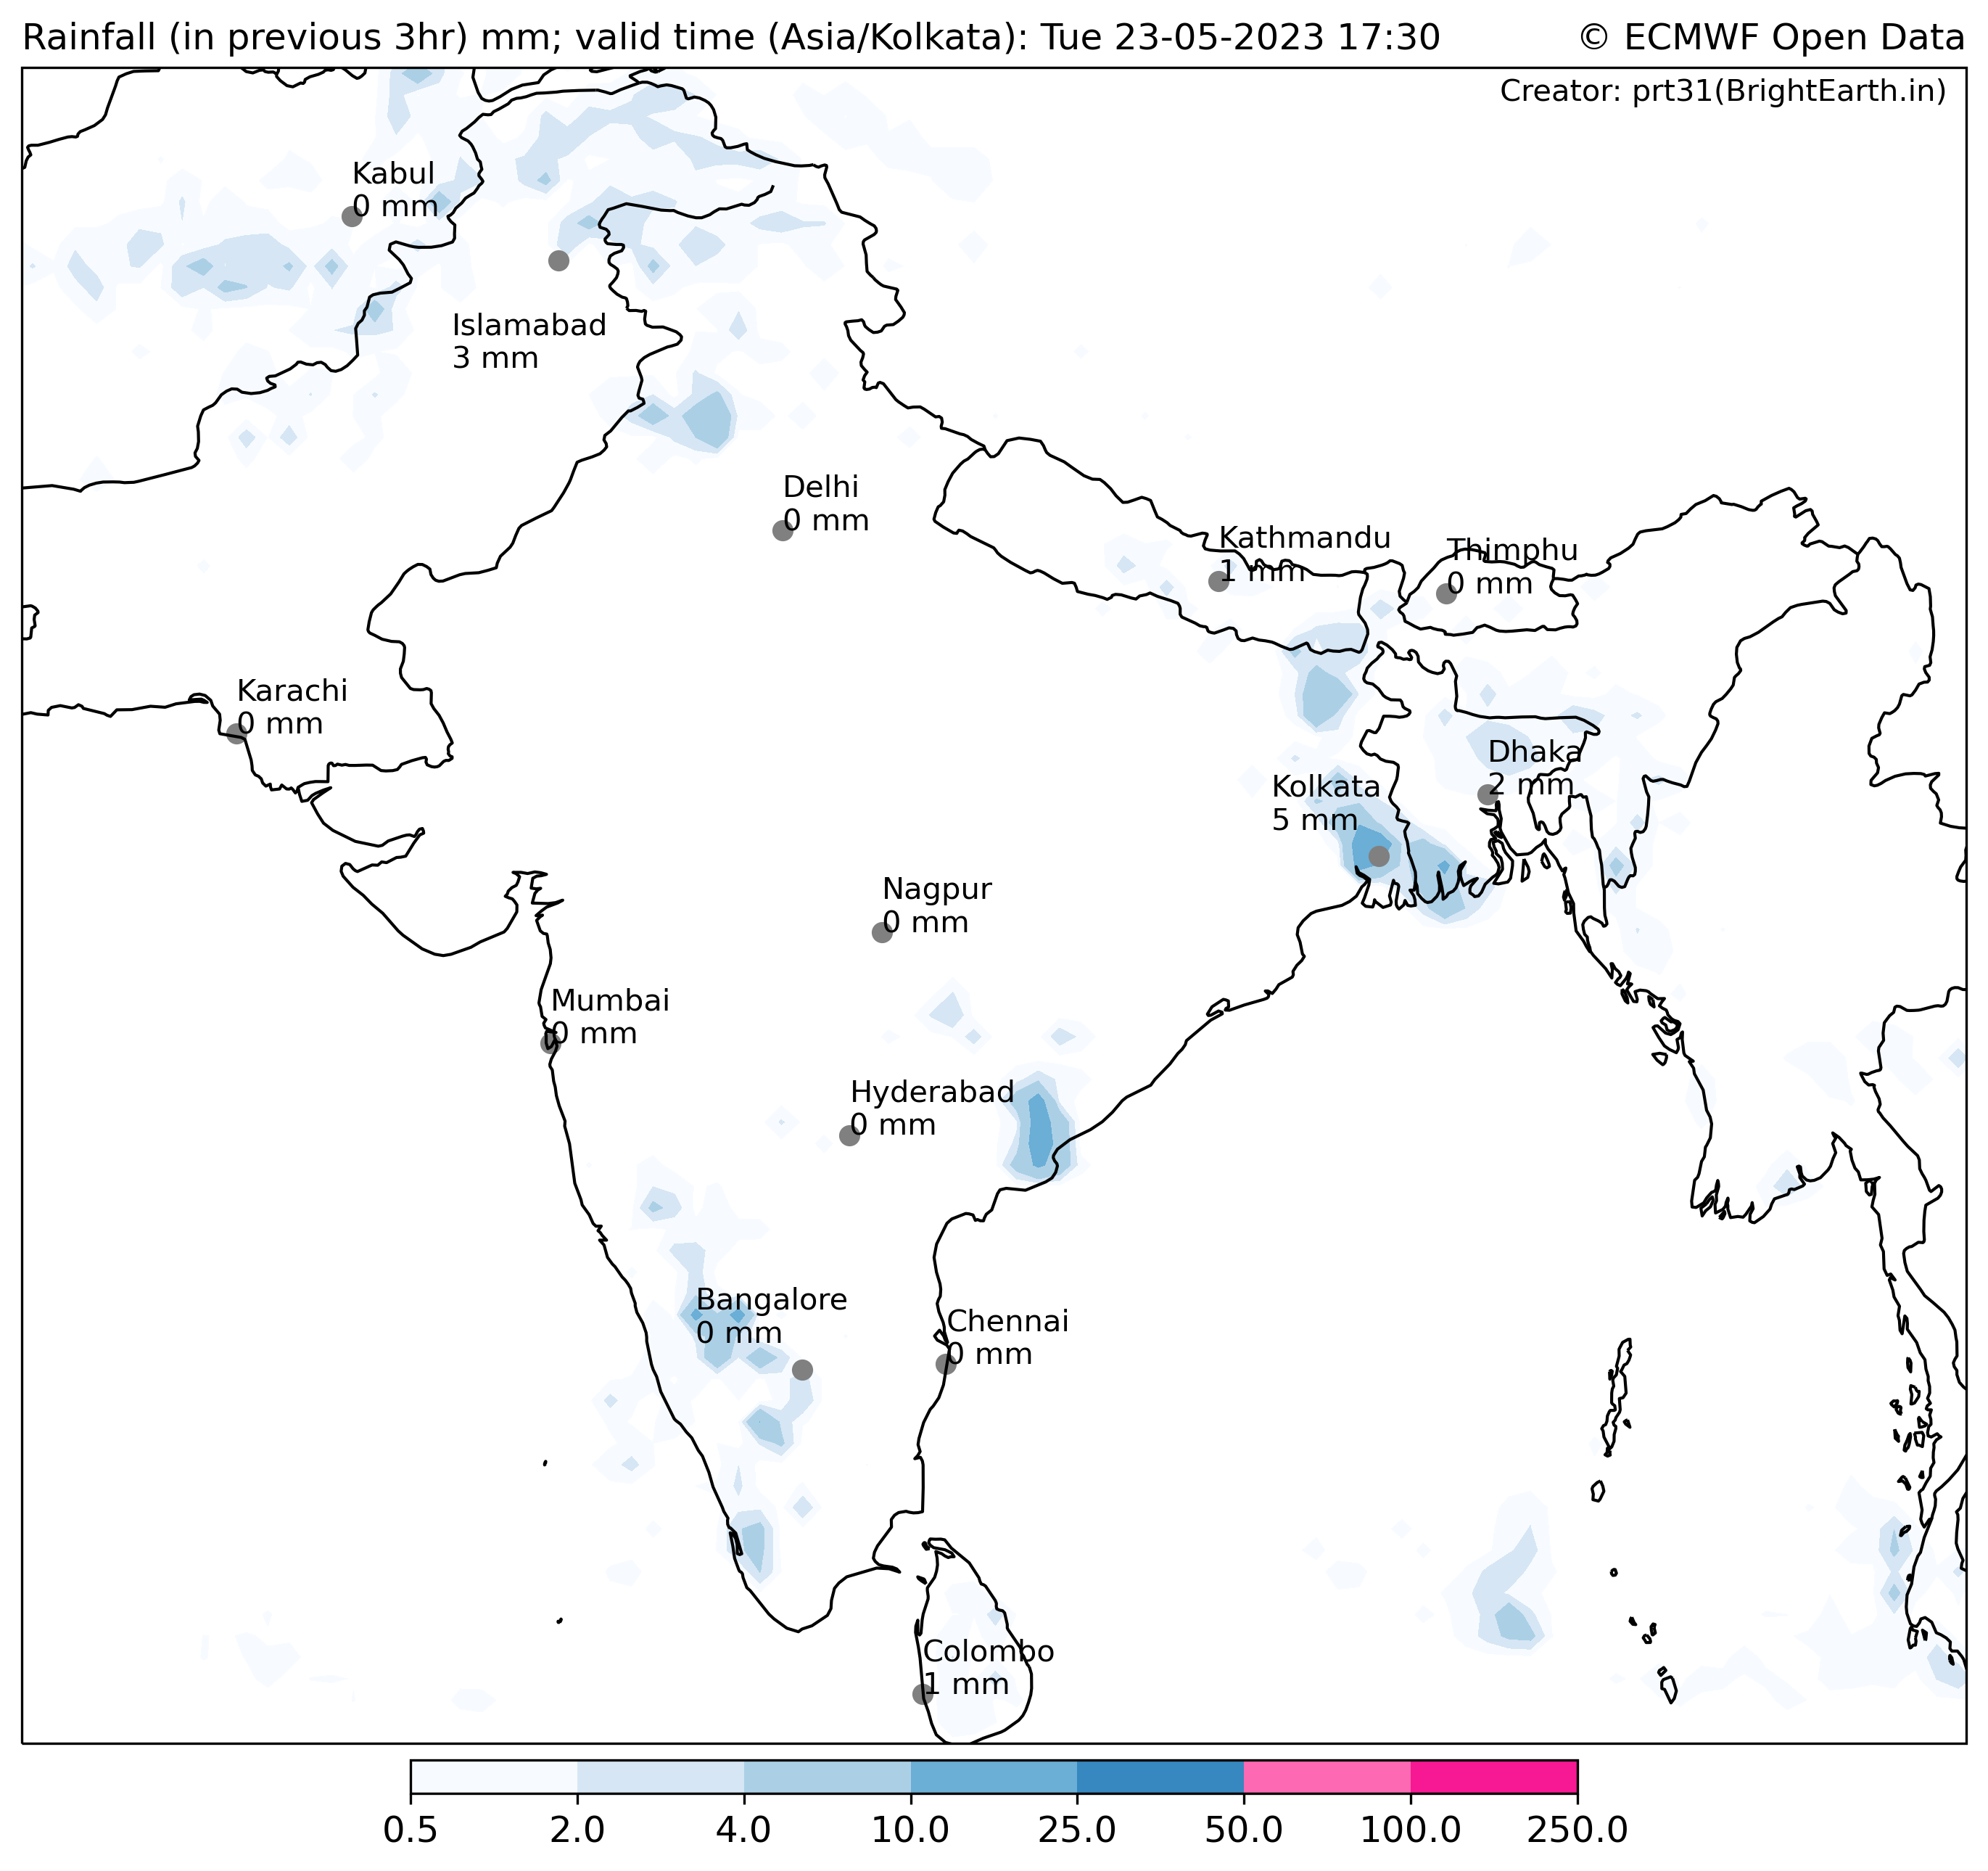 Rainfall (in previous 3hr) mm; valid time (Asia/Kolkata): Tue 23-05-2023 17:30
© ECMWF Open Data
Creator: prt31(BrightEarth.in)
Kabul
0 mm
Islamabad
3 mm
Delhi
0 mm
Kathmandu
1 mm
Thimphu
0 mm
Karachi
0 mm
Dhaka
2 mm
Kolkata
5 mm
Nagpur
0 mm
Mumbai
0 mm
Hyderabad
0 mm
Bangalore
0 mm
Chennai
0 mm
Colombo
1 mm
0.5 2.0 4.0 10.0 25.0 50.0 100.0 250.0